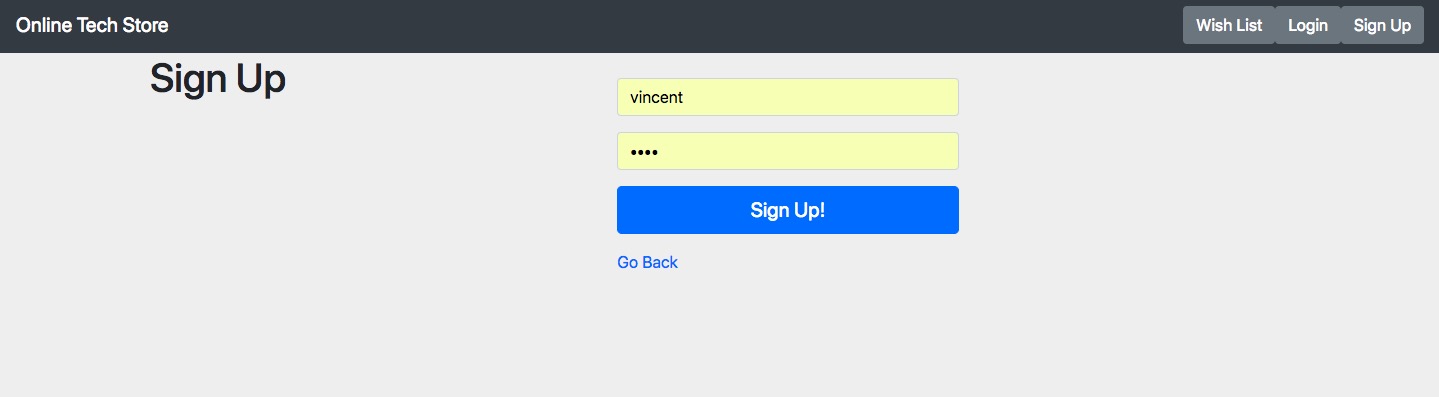 Online Tech Store
Wish List
Login
Sign Up
Sign Up
vincent
••••
Sign Up!
Go Back